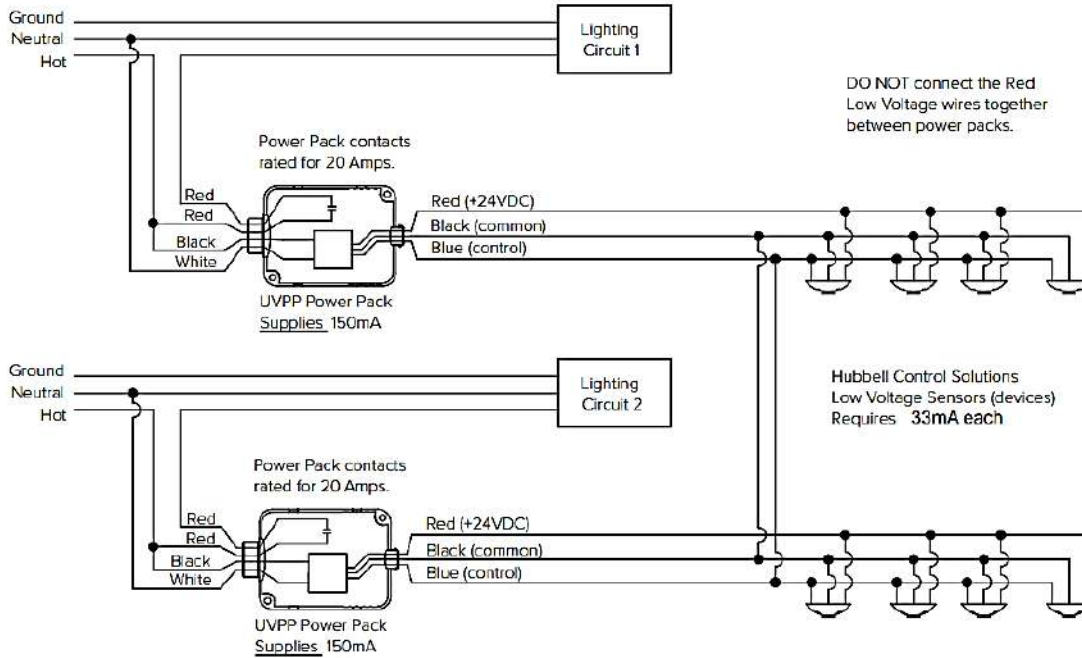 Ground
Neutral
Hot
Lighting
Circuit 1
DO NOT connect the Red
Low Voltage wires together
between power packs.
Power Pack contacts
rated for 20 Amps.
Red
Red
Black
White
Red (+24VDC)
Black (common)
Blue (control)
UVPP Power Pack
Supplies 150mA
Ground
Neutral
Hot
Lighting
Circuit 2
Hubbell Control Solutions
Low Voltage Sensors (devices)
Requires 33mA each
Power Pack contacts
rated for 20 Amps.
Red
Red
Black
White
Red (+24VDC)
Black (common)
Blue (control)
UVPP Power Pack
Supplies 150mA